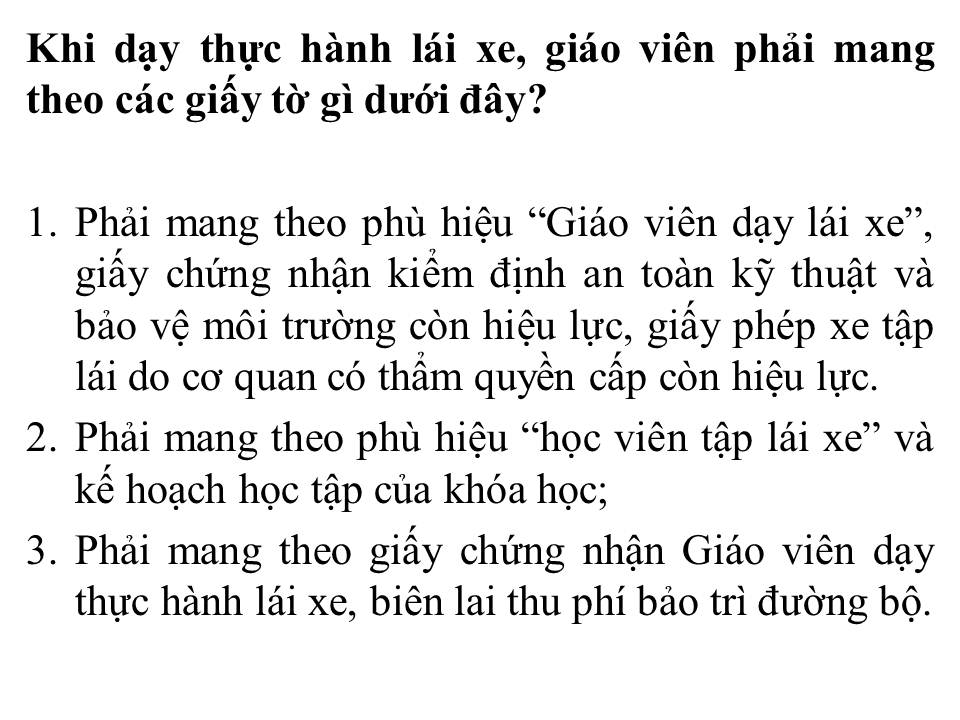 Khi dạy thực hành lái xe, giáo viên phải mang
theo các giấy tờ gì dưới đây?
1. Phải mang theo phù hiệu “Giáo viên dạy lái xe”,
giấy chứng nhận kiểm định an toàn kỹ thuật và
bảo vệ môi trường còn hiệu lực, giấy phép xe tập
lái do cơ quan có thẩm quyền cấp còn hiệu lực.
2. Phải mang theo phù hiệu “học viên tập lái xe” và
kế hoạch học tập của khóa học;
3. Phải mang theo giấy chứng nhận Giáo viên dạy
thực hành lái xe, biên lai thu phí bảo trì đường bộ.